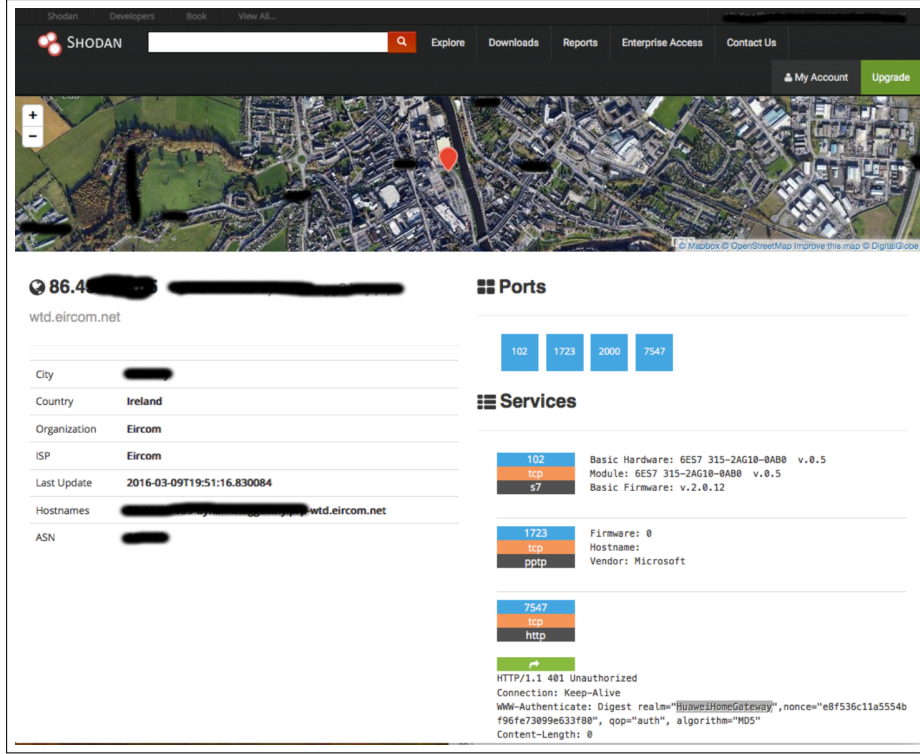 Shodan Developers Book View All...
SHODAN Explore Downloads Reports Enterprise Access Contact Us
My Account Upgrade
+
−
© Mapbox © OpenStreetMap Improve this map © DigitalGlobe
86.4
wtd.eircom.net
City
Country Ireland
Organization Eircom
ISP Eircom
Last Update 2016-03-09T19:51:16.830084
Hostnames -wtd.eircom.net
ASN
Ports
102 1723 2000 7547
Services
102
tcp
s7
Basic Hardware: 6ES7 315-2AG10-0AB0 v.0.5
Module: 6ES7 315-2AG10-0AB0 v.0.5
Basic Firmware: v.2.0.12
1723
tcp
pptp
Firmware: 0
Hostname:
Vendor: Microsoft
7547
tcp
http
HTTP/1.1 401 Unauthorized
Connection: Keep-Alive
WWW-Authenticate: Digest realm="HuaweiHomeGateway",nonce="e8f536c11a5554b
f96fe73099e633f80", qop="auth", algorithm="MD5"
Content-Length: 0